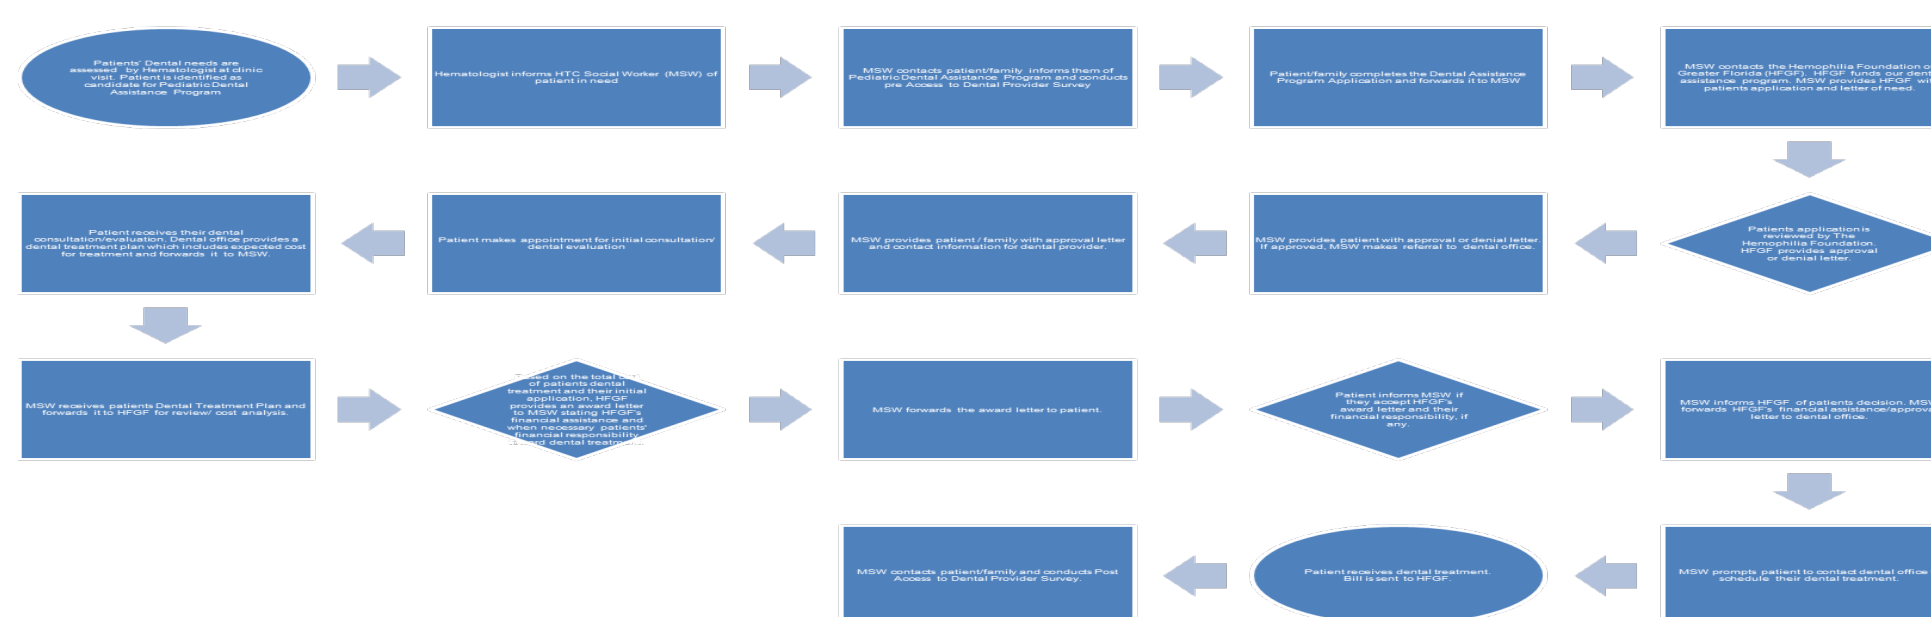 Patients' Dental needs are
assessed by Hematologist at clinic
visit. Patient is identified as
candidate for Pediatric Dental
Assistance Program
Hematologist informs HTC Social Worker (MSW) of
patient in need
MSW contacts patient/family informs them of
Pediatric Dental Assistance Program and conducts
pre Access to Dental Provider Survey
Patient/family completes the Dental Assistance
Program Application and forwards it to MSW
MSW contacts the Hemophilia Foundation of
Greater Florida (HFGF). HFGF funds our
assistance program. MSW provides HFGF
patients application and letter of need.
Patients application is
reviewed by The
Hemophilia Foundation.
HFGF provides approval
or denial letter.
MSW provides patient with approval or denial letter.
If approved, MSW makes referral to dental office.
MSW provides patient / family with approval letter
and contact information for dental provider.
Patient makes appointment for initial consultation/
dental evaluation
Patient receives their dental
consultation/evaluation. Dental office provides a
dental treatment plan which includes expected cost
for treatment and forwards it to MSW.
MSW receives patients Dental Treatment Plan and
forwards it to HFGF for review/ cost analysis.
on the total
of patients dental
treatment and their initial
application, HFGF
provides an award letter
to MSW stating HFGF's
financial assistance and
when necessary patients'
financial responsibility
dental
MSW forwards the award letter to patient.
Patient informs MSW if
they accept HFGF's
award letter and their
financial responsibility, if
any.
MSW informs HFGF of patients decision.
forwards HFGF's financial
letter to dental office.
MSW prompts patient to contact dental office
schedule their dental treatment.
Patient receives dental treatment.
Bill is sent to HFGF.
MSW contacts patient/family and conducts Post
Access to Dental Provider Survey.